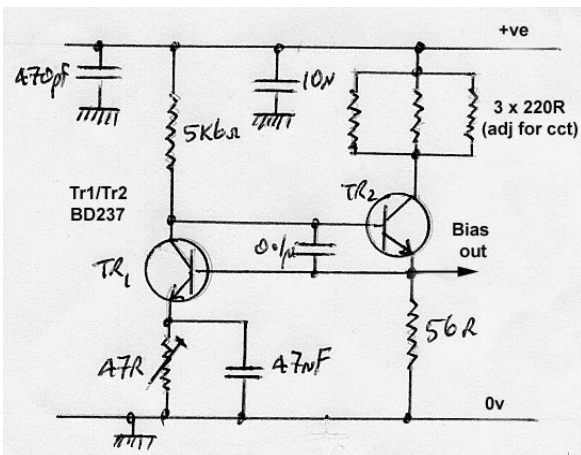 +ve
470pf
10N
3 x 220R
(adj for cct)
5K6Ω
Tr1/Tr2
BD237
TR2
Bias
out
0.1µ
TR1
56R
47R
47nF
0v